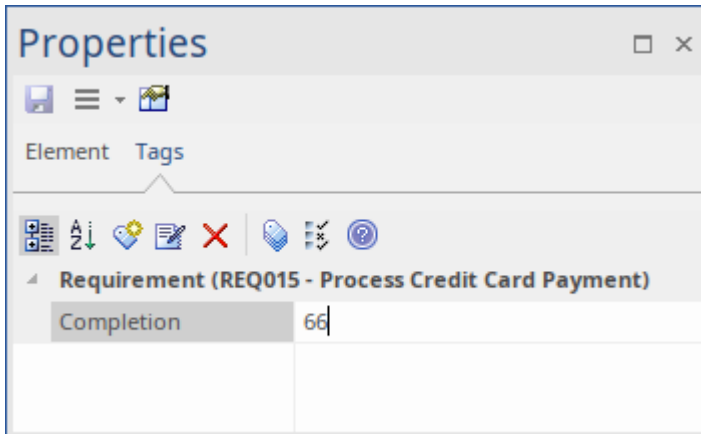 Properties
Element Tags
Requirement (REQ015 - Process Credit Card Payment)
Completion 66